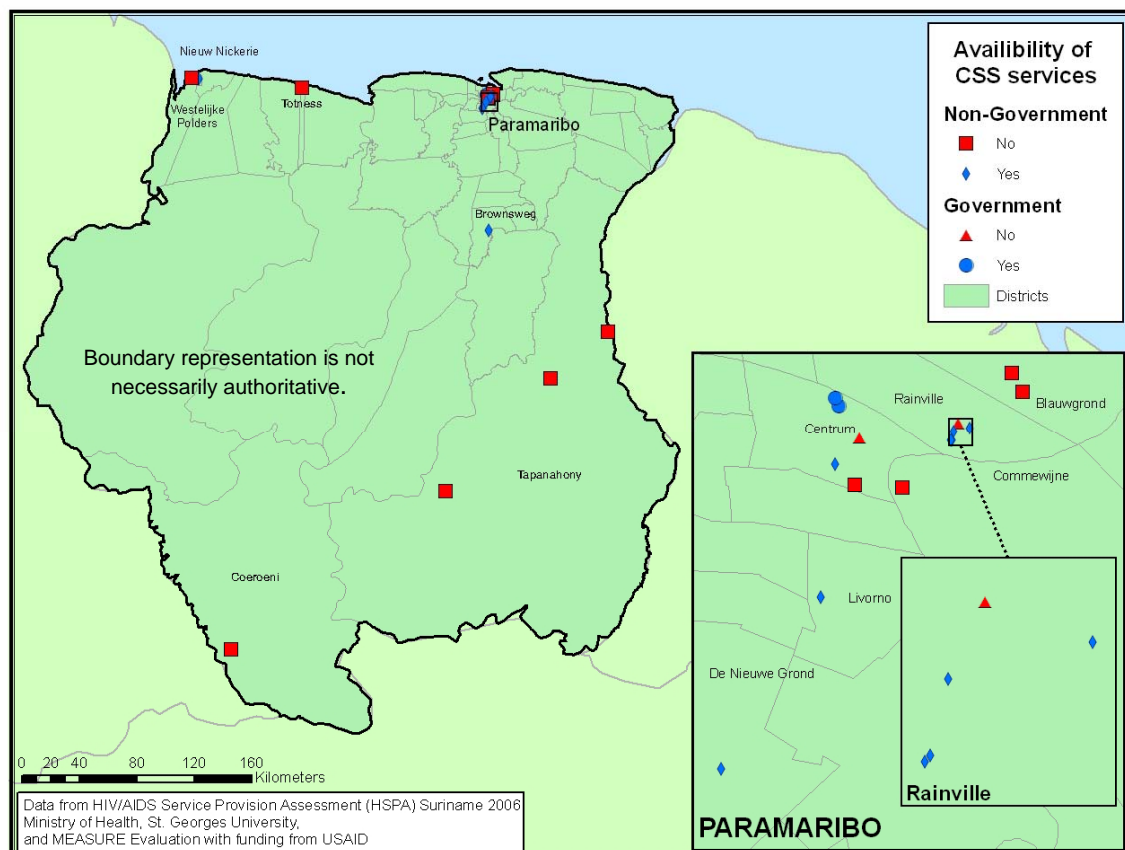 Nieuw Nickerie
Westelijke
Polders
Totness
Paramaribo
Brownsweg
Boundary representation is not
necessarily authoritative.
Tapanahony
Coeroeni
Availibility of
CSS services
Non-Government
No
Yes
Government
No
Yes
Districts
Rainville
Blauwgrond
Centrum
Commewijne
Livorno
De Nieuwe Grond
Rainville
PARAMARIBO
0 20 40 80 120 160
Kilometers
Data from HIV/AIDS Service Provision Assessment (HSPA) Suriname 2006
Ministry of Health, St. Georges University,
and MEASURE Evaluation with funding from USAID